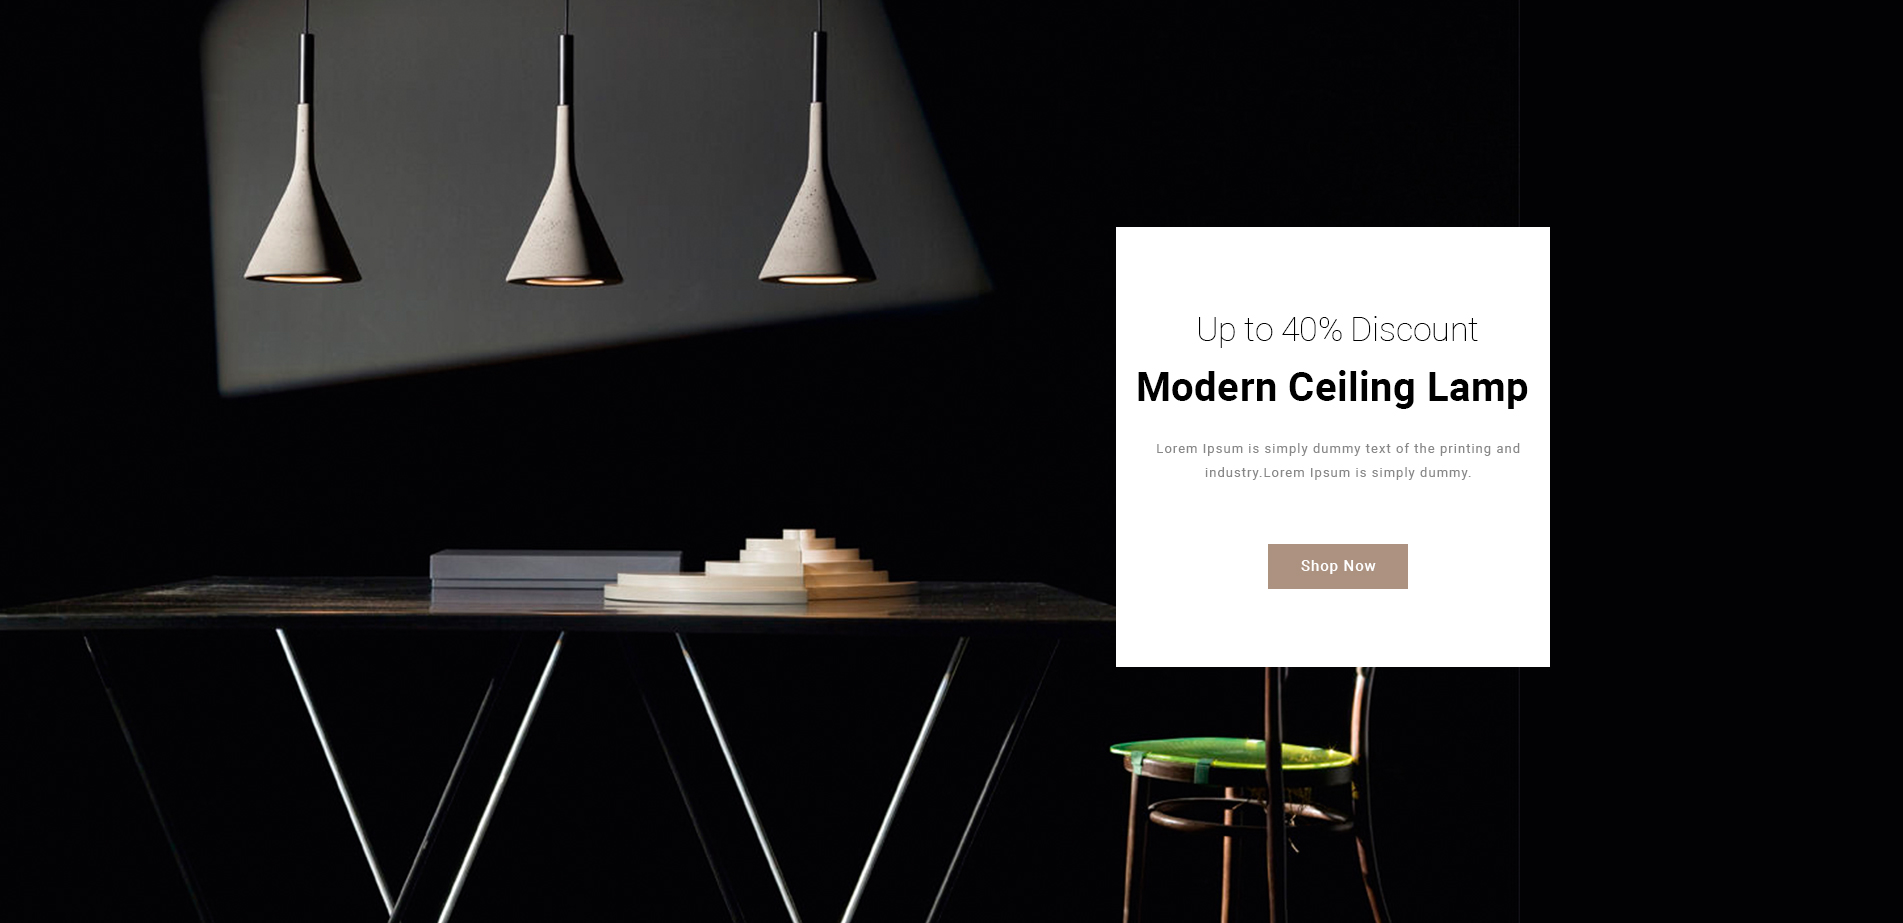 Up to 40% Discount
Modern Ceiling Lamp
Lorem Ipsum is simply dummy text of the printing and
industry.Lorem Ipsum is simply dummy.
Shop Now